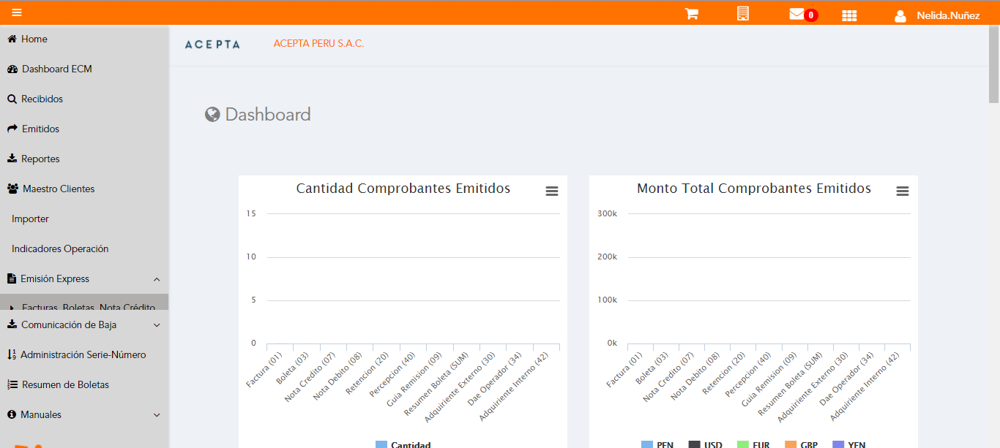 0
Nelida.Nuñez
Home
Dashboard ECM
Recibidos
Emitidos
Reportes
Maestro Clientes
Importer
Indicadores Operación
Emisión Express
Facturas, Boletas, Nota Crédito
Comunicación de Baja
Administración Serie-Número
Resumen de Boletas
Manuales
ACEPTA
ACEPTA PERU S.A.C.
Dashboard
Cantidad Comprobantes Emitidos
15
10
5
0
Factura (01)
Boleta (03)
Nota Credito (07)
Nota Debito (08)
Retencion (20)
Percepcion (40)
Guia Remision (09)
Resumen Boleta (SUM)
Adquiriente Externo (30)
Dae Operador (34)
Adquiriente Interno (42)
Cantidad
Monto Total Comprobantes Emitidos
300k
200k
100k
0k
Factura (01)
Boleta (03)
Nota Credito (07)
Nota Debito (08)
Retencion (20)
Percepcion (40)
Guia Remision (09)
Resumen Boleta (SUM)
Adquiriente Externo (30)
Dae Operador (34)
Adquiriente Interno (42)
PEN USD EUR GBP YEN